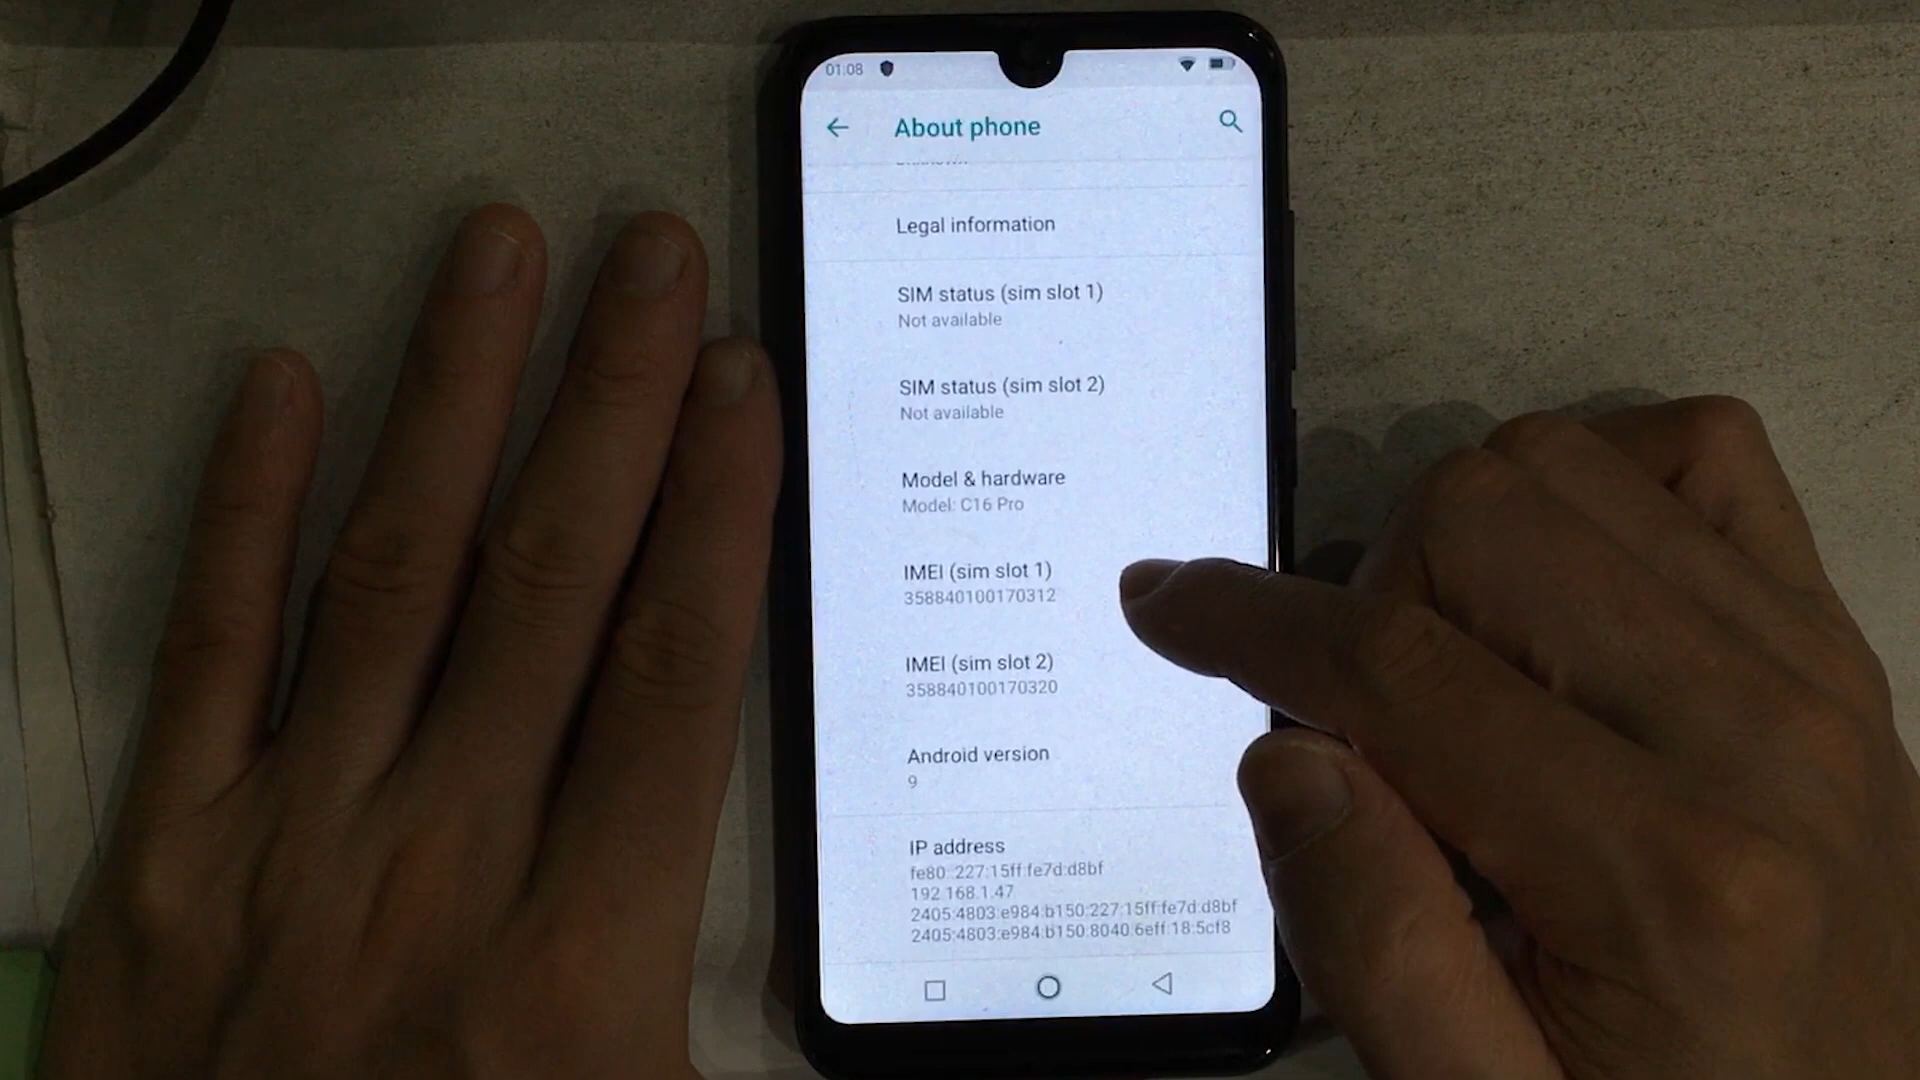 01:08
About phone
Legal information
SIM status (sim slot 1)
Not available
SIM status (sim slot 2)
Not available
Model & hardware
Model: C16 Pro
IMEI (sim slot 1)
358840100170312
IMEI (sim slot 2)
358840100170320
Android version
9
IP address
fe80::227:15ff:fe7d:d8bf
192.168.1.47
2405:4803:e984:b150:227:15ff:fe7d:d8bf
2405:4803:e984:b150:8040:6eff:18:5cf8